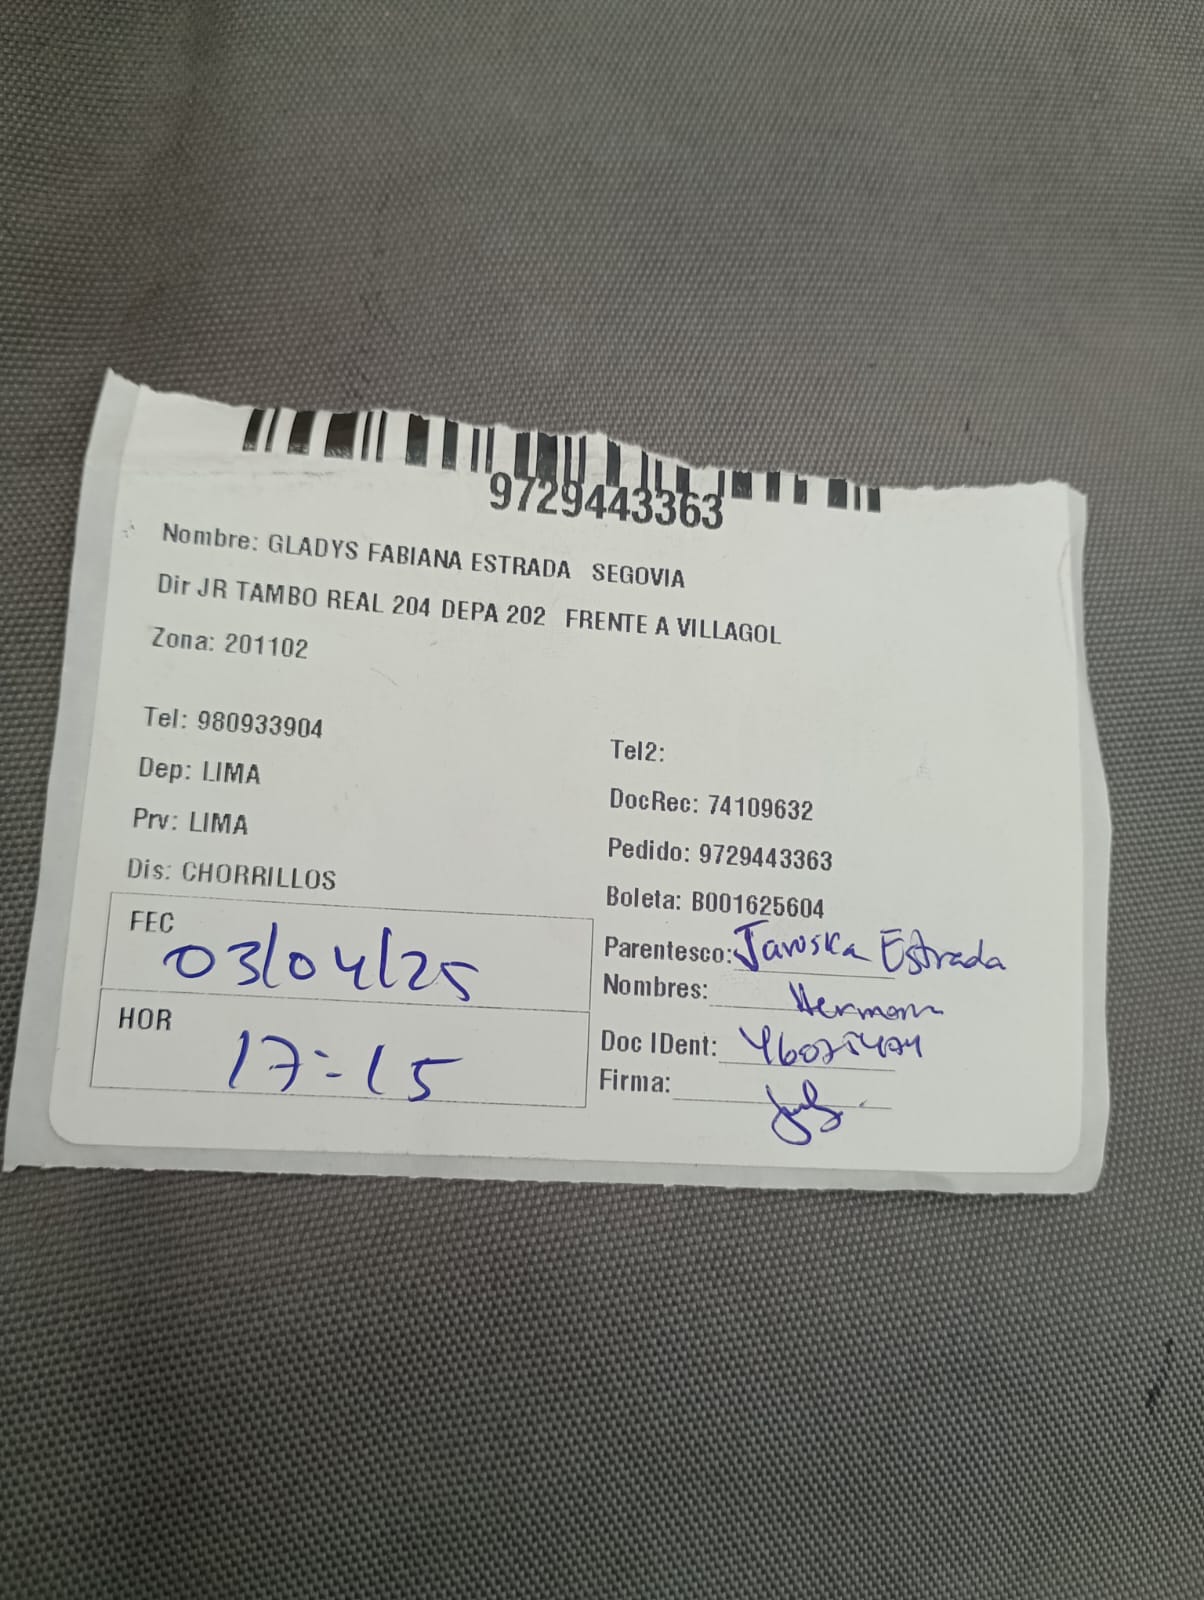 9729443363
Nombre: GLADYS FABIANA ESTRADA SEGOVIA
Dir JR TAMBO REAL 204 DEPA 202 FRENTE A VILLAGOL
Zona: 201102
Tel: 980933904
Tel2:
Dep: LIMA
DocRec: 74109632
Prv: LIMA
Pedido: 9729443363
Dis: CHORRILLOS
Boleta: B001625604
FEC 03/04/25
Parentesco: Jaroska Estrada
Nombres: Hermana
HOR 17:15
Doc IDent:
Firma: